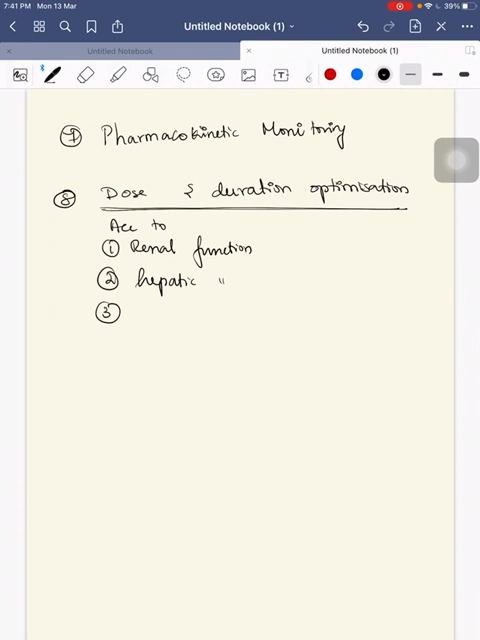 7:41 PM Mon 13 Mar
39%
Untitled Notebook (1)
Untitled Notebook
Untitled Notebook (1)
T
⑦ Pharmacokinetic Monitoring
⑧ Dose & duration optimisation
Acc to
① Renal function
② hepatic "
③